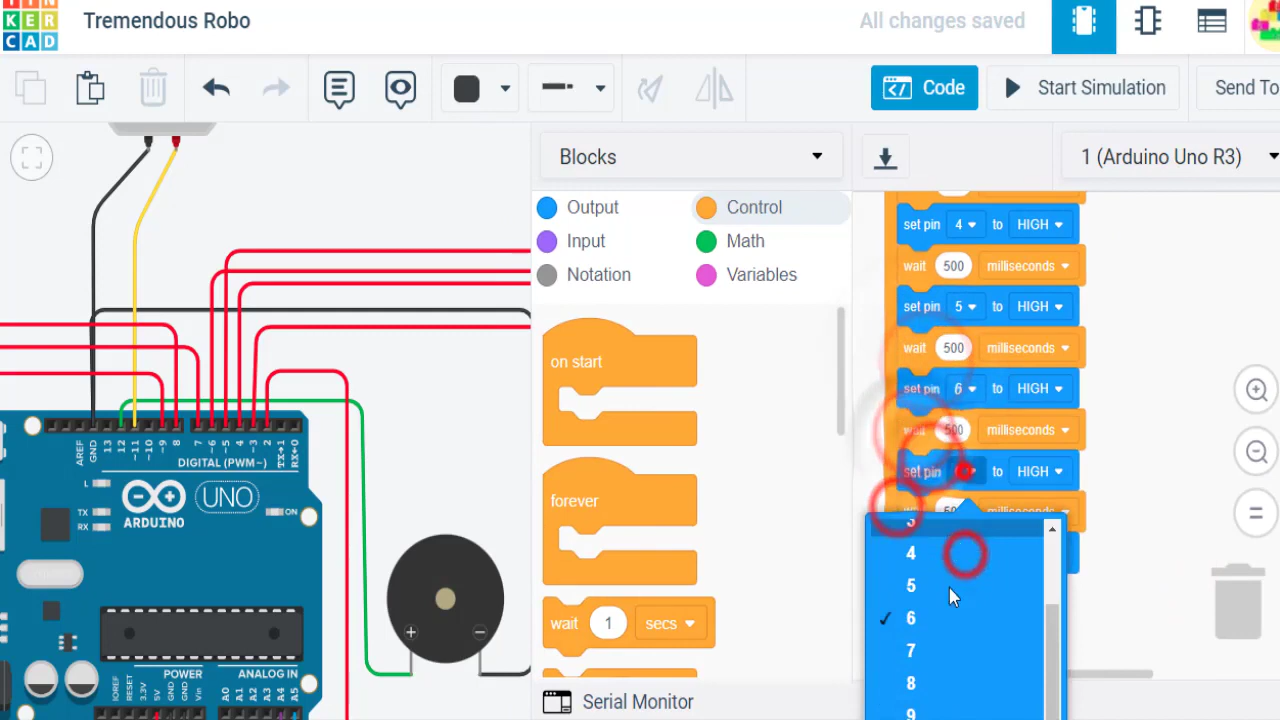 TIN
KER
CAD
Tremendous Robo
All changes saved
Code
Start Simulation
Send To
Blocks
1 (Arduino Uno R3)
Output
Control
Input
Math
Notation
Variables
on start
forever
wait 1 secs
Serial Monitor
set pin 4 to HIGH
wait 500 milliseconds
set pin 5 to HIGH
wait 500 milliseconds
set pin 6 to HIGH
wait 500 milliseconds
set pin to HIGH
milliseconds
3
4
5
✓ 6
7
8
9
AREF
GND
13
12
~11
~10
~9
8
7
~6
~5
4
~3
2
TX→1
RX←0
DIGITAL (PWM~)
L
TX
RX
ARDUINO
UNO
ON
POWER
ANALOG IN
IOREF
RESET
3.3V
5V
GND
GND
Vin
A0
A1
A2
A3
A4
A5